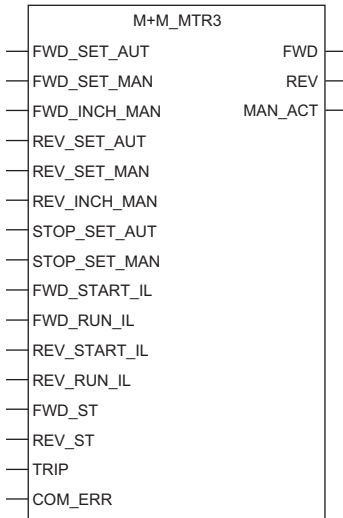 M+M_MTR3
FWD_SET_AUT FWD
FWD_SET_MAN REV
FWD_INCH_MAN MAN_ACT
REV_SET_AUT
REV_SET_MAN
REV_INCH_MAN
STOP_SET_AUT
STOP_SET_MAN
FWD_START_IL
FWD_RUN_IL
REV_START_IL
REV_RUN_IL
FWD_ST
REV_ST
TRIP
COM_ERR